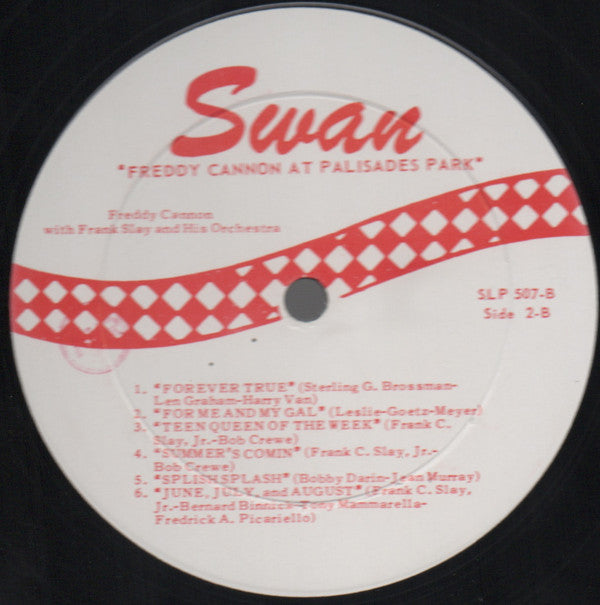 Swan
"FREDDY CANNON AT PALISADES PARK"
Freddy Cannon
with Frank Slay and His Orchestra
SLP 507-B
Side 2-B
1. "FOREVER TRUE" (Sterling G. Brossman-
Len Graham-Harry Van)
2. "FOR ME AND MY GAL" (Leslie-Goetz-Meyer)
3. "TEEN QUEEN OF THE WEEK" (Frank C.
Slay, Jr.-Bob Crewe)
4. "SUMMER'S COMIN" (Frank C. Slay, Jr.-
Bob Crewe)
5. "SPLISH SPLASH" (Bobby Darin-Jean Murray)
6. "JUNE, JULY, and AUGUST" (Frank C. Slay,
Jr.-Bernard Binnick-Tony Mammarella-
Fredrick A. Picariello)